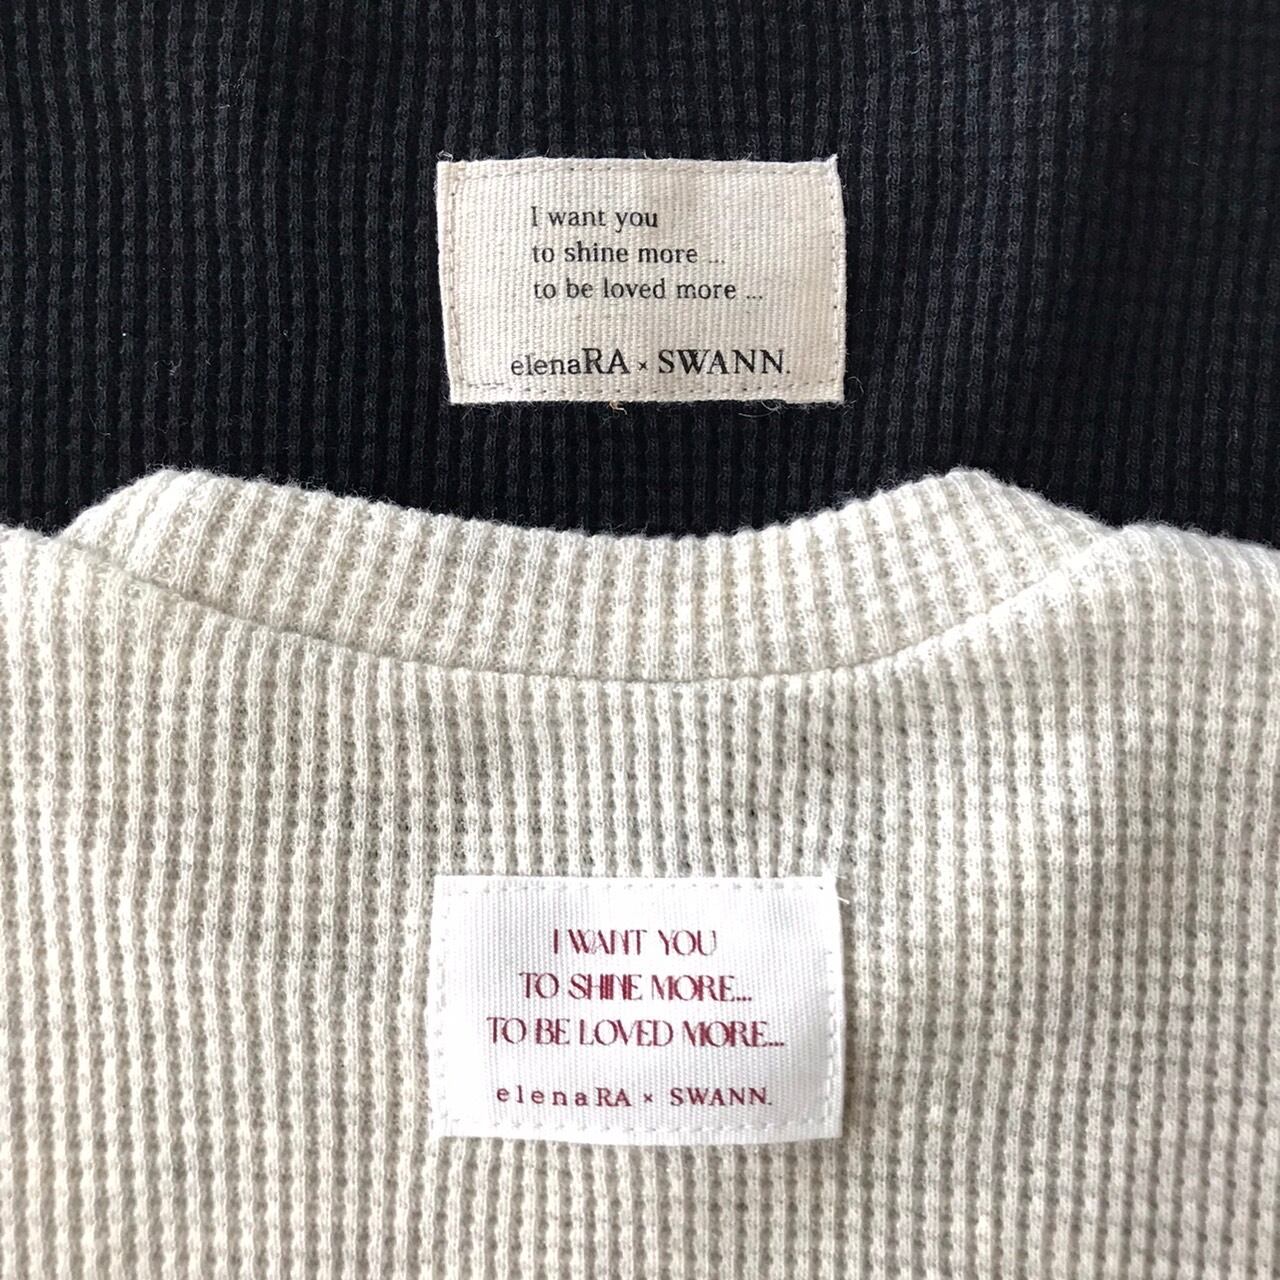 I want you
to shine more ...
to be loved more ...
elenaRA × SWANN.
I WANT YOU
TO SHINE MORE...
TO BE LOVED MORE...
elenaRA × SWANN.